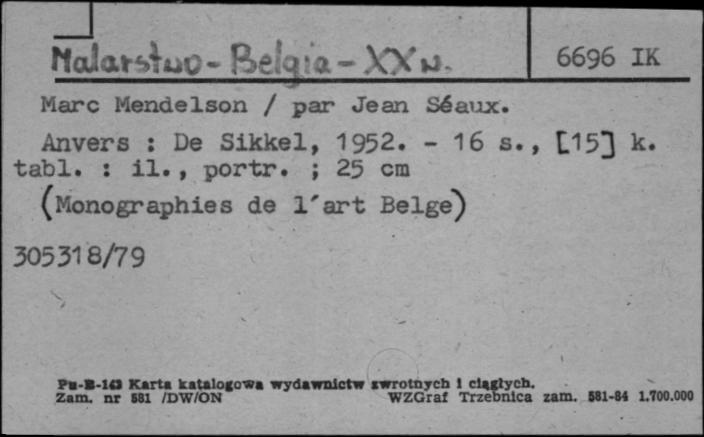 Malarstwo - Belgia - XX w.
6696 IK
Marc Mendelson / par Jean Séaux.
Anvers : De Sikkel, 1952. - 16 s., [15] k.
tabl. : il., portr. ; 25 cm
(Monographies de l'art Belge)
305318/79
Pu-B-143 Karta katalogowa wydawnictw zwrotnych i ciągłych.
Zam. nr 581 /DW/ON WZGraf Trzebnica zam. 581-84 1.700.000